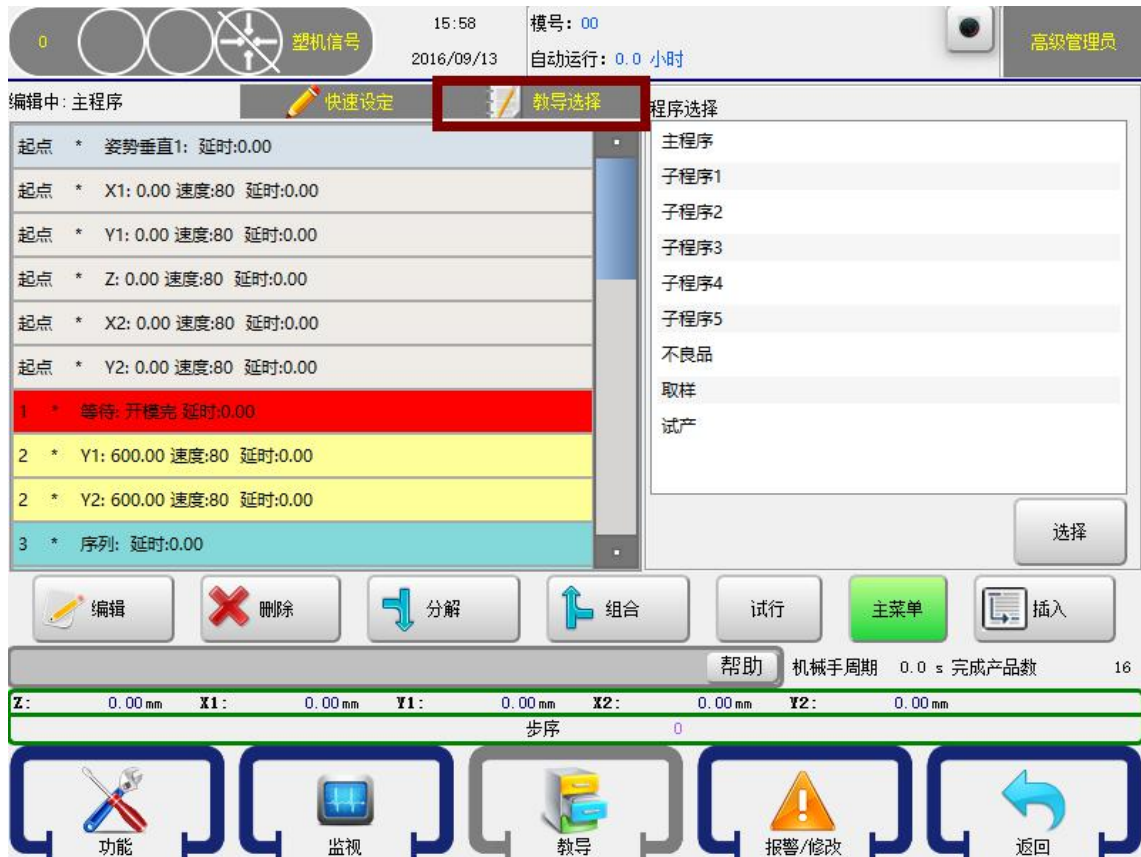 0 塑机信号
15:58
2016/09/13
模号: 00
自动运行: 0.0 小时
高级管理员
编辑中: 主程序
快速设定
教导选择
起点 * 姿势垂直1: 延时:0.00
起点 * X1: 0.00 速度:80 延时:0.00
起点 * Y1: 0.00 速度:80 延时:0.00
起点 * Z: 0.00 速度:80 延时:0.00
起点 * X2: 0.00 速度:80 延时:0.00
起点 * Y2: 0.00 速度:80 延时:0.00
1 * 等待: 开模完 延时:0.00
2 * Y1: 600.00 速度:80 延时:0.00
2 * Y2: 600.00 速度:80 延时:0.00
3 * 序列: 延时:0.00
程序选择
主程序
子程序1
子程序2
子程序3
子程序4
子程序5
不良品
取样
试产
选择
编辑 删除 分解 组合 试行 主菜单 插入
帮助 机械手周期 0.0 s 完成产品数 16
Z: 0.00mm X1: 0.00mm Y1: 0.00mm X2: 0.00mm Y2: 0.00mm
步序 0
功能 监视 教导 报警/修改 返回